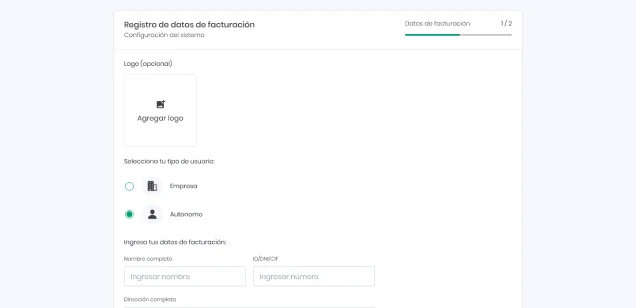 Registro de datos de facturación
Configuración del sistema
Datos de facturación 1 / 2
Logo (opcional)
Agregar logo
Selecciona tu tipo de usuario:
Empresa
Autonomo
Ingresa tus datos de facturación:
Nombre completo ID/DNI/CIF
Ingresar nombre Ingresar número
Dirección completa